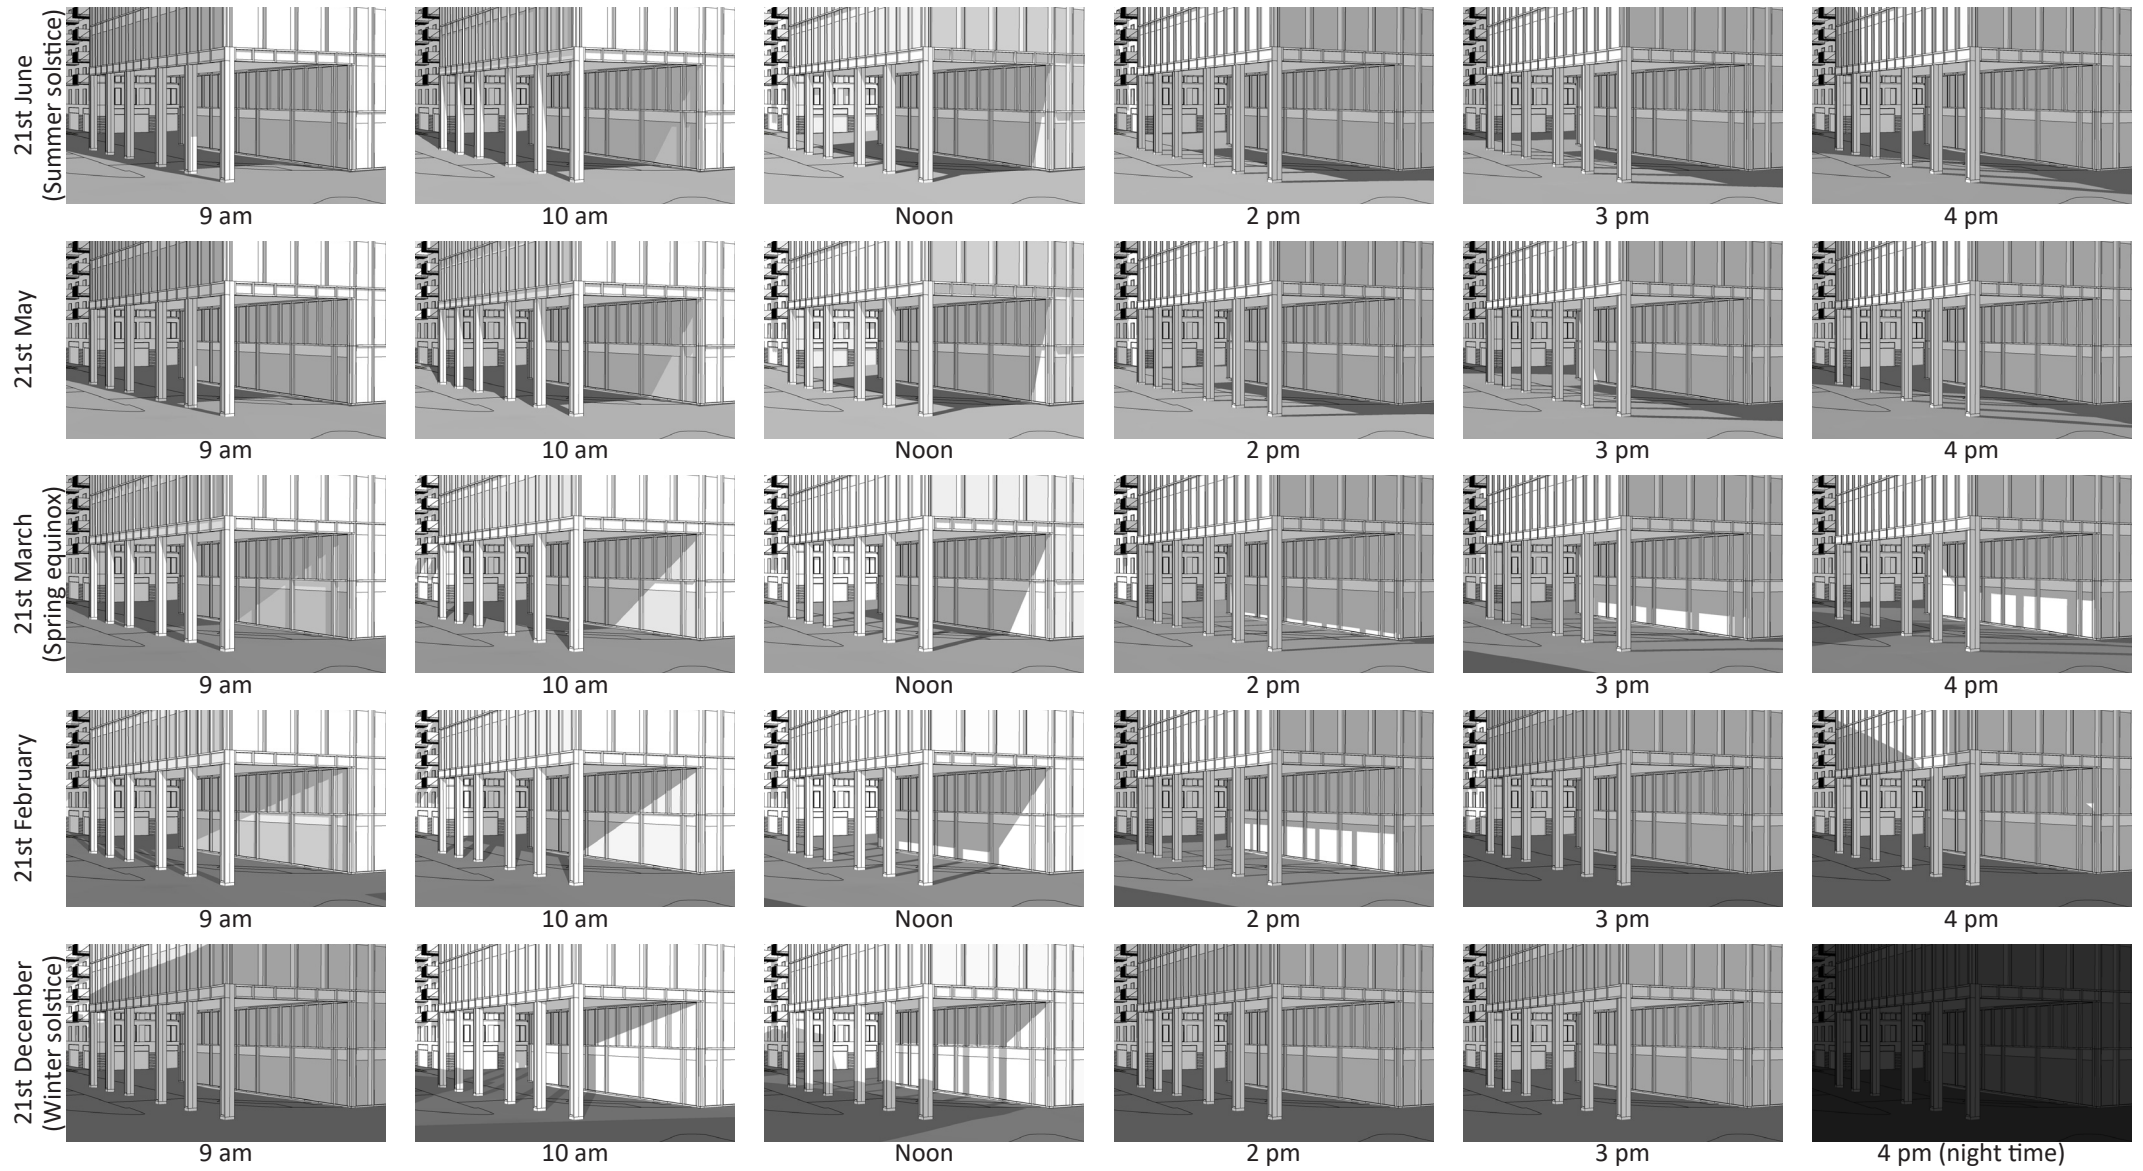 21st June
(Summer solstice)
9 am
10 am
Noon
2 pm
3 pm
4 pm
21st May
9 am
10 am
Noon
2 pm
3 pm
4 pm
21st March
(Spring equinox)
9 am
10 am
Noon
2 pm
3 pm
4 pm
21st February
9 am
10 am
Noon
2 pm
3 pm
4 pm
21st December
(Winter solstice)
9 am
10 am
Noon
2 pm
3 pm
4 pm (night time)